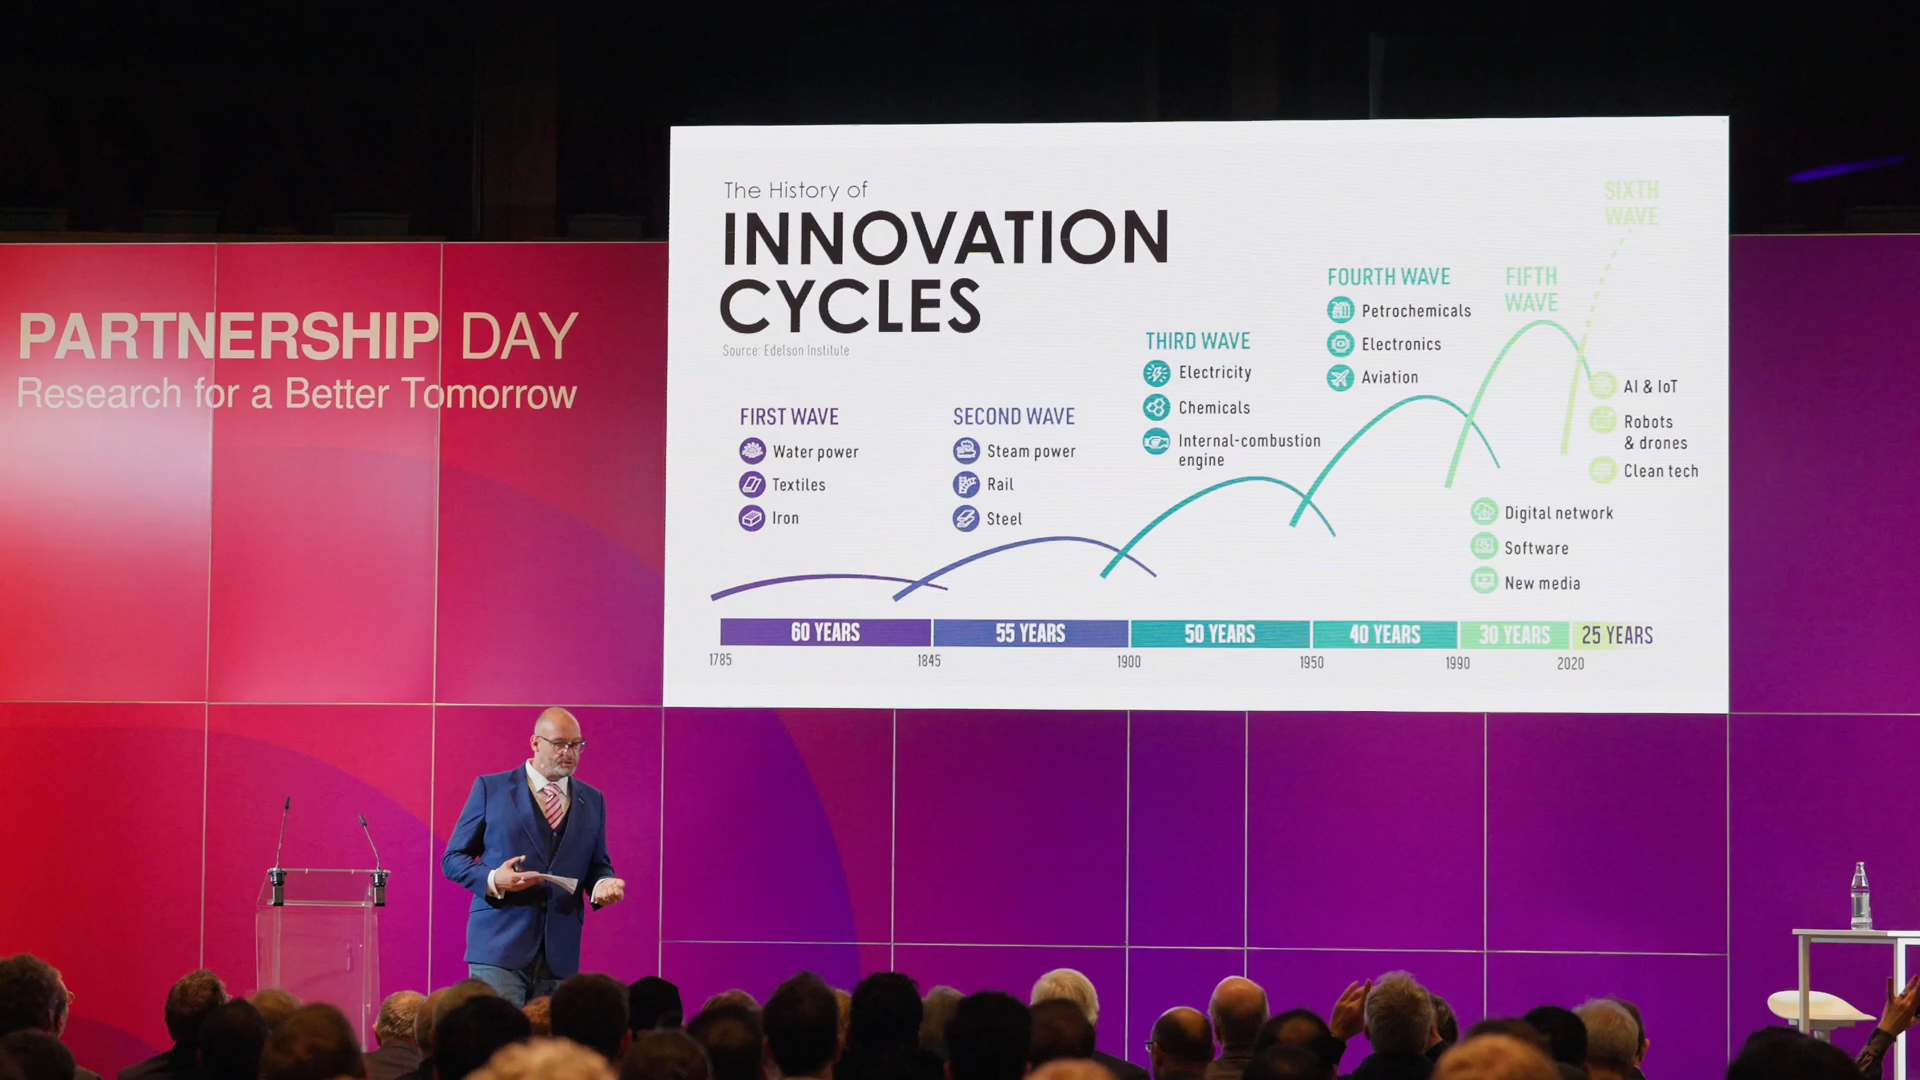 PARTNERSHIP DAY
Research for a Better Tomorrow
The History of
INNOVATION
CYCLES
Source: Edelson Institute
FIRST WAVE
Water power
Textiles
Iron
SECOND WAVE
Steam power
Rail
Steel
THIRD WAVE
Electricity
Chemicals
Internal-combustion
engine
FOURTH WAVE
Petrochemicals
Electronics
Aviation
FIFTH
WAVE
Digital network
Software
New media
SIXTH
WAVE
AI & IoT
Robots
& drones
Clean tech
60 YEARS
55 YEARS
50 YEARS
40 YEARS
30 YEARS
25 YEARS
1785
1845
1900
1950
1990
2020